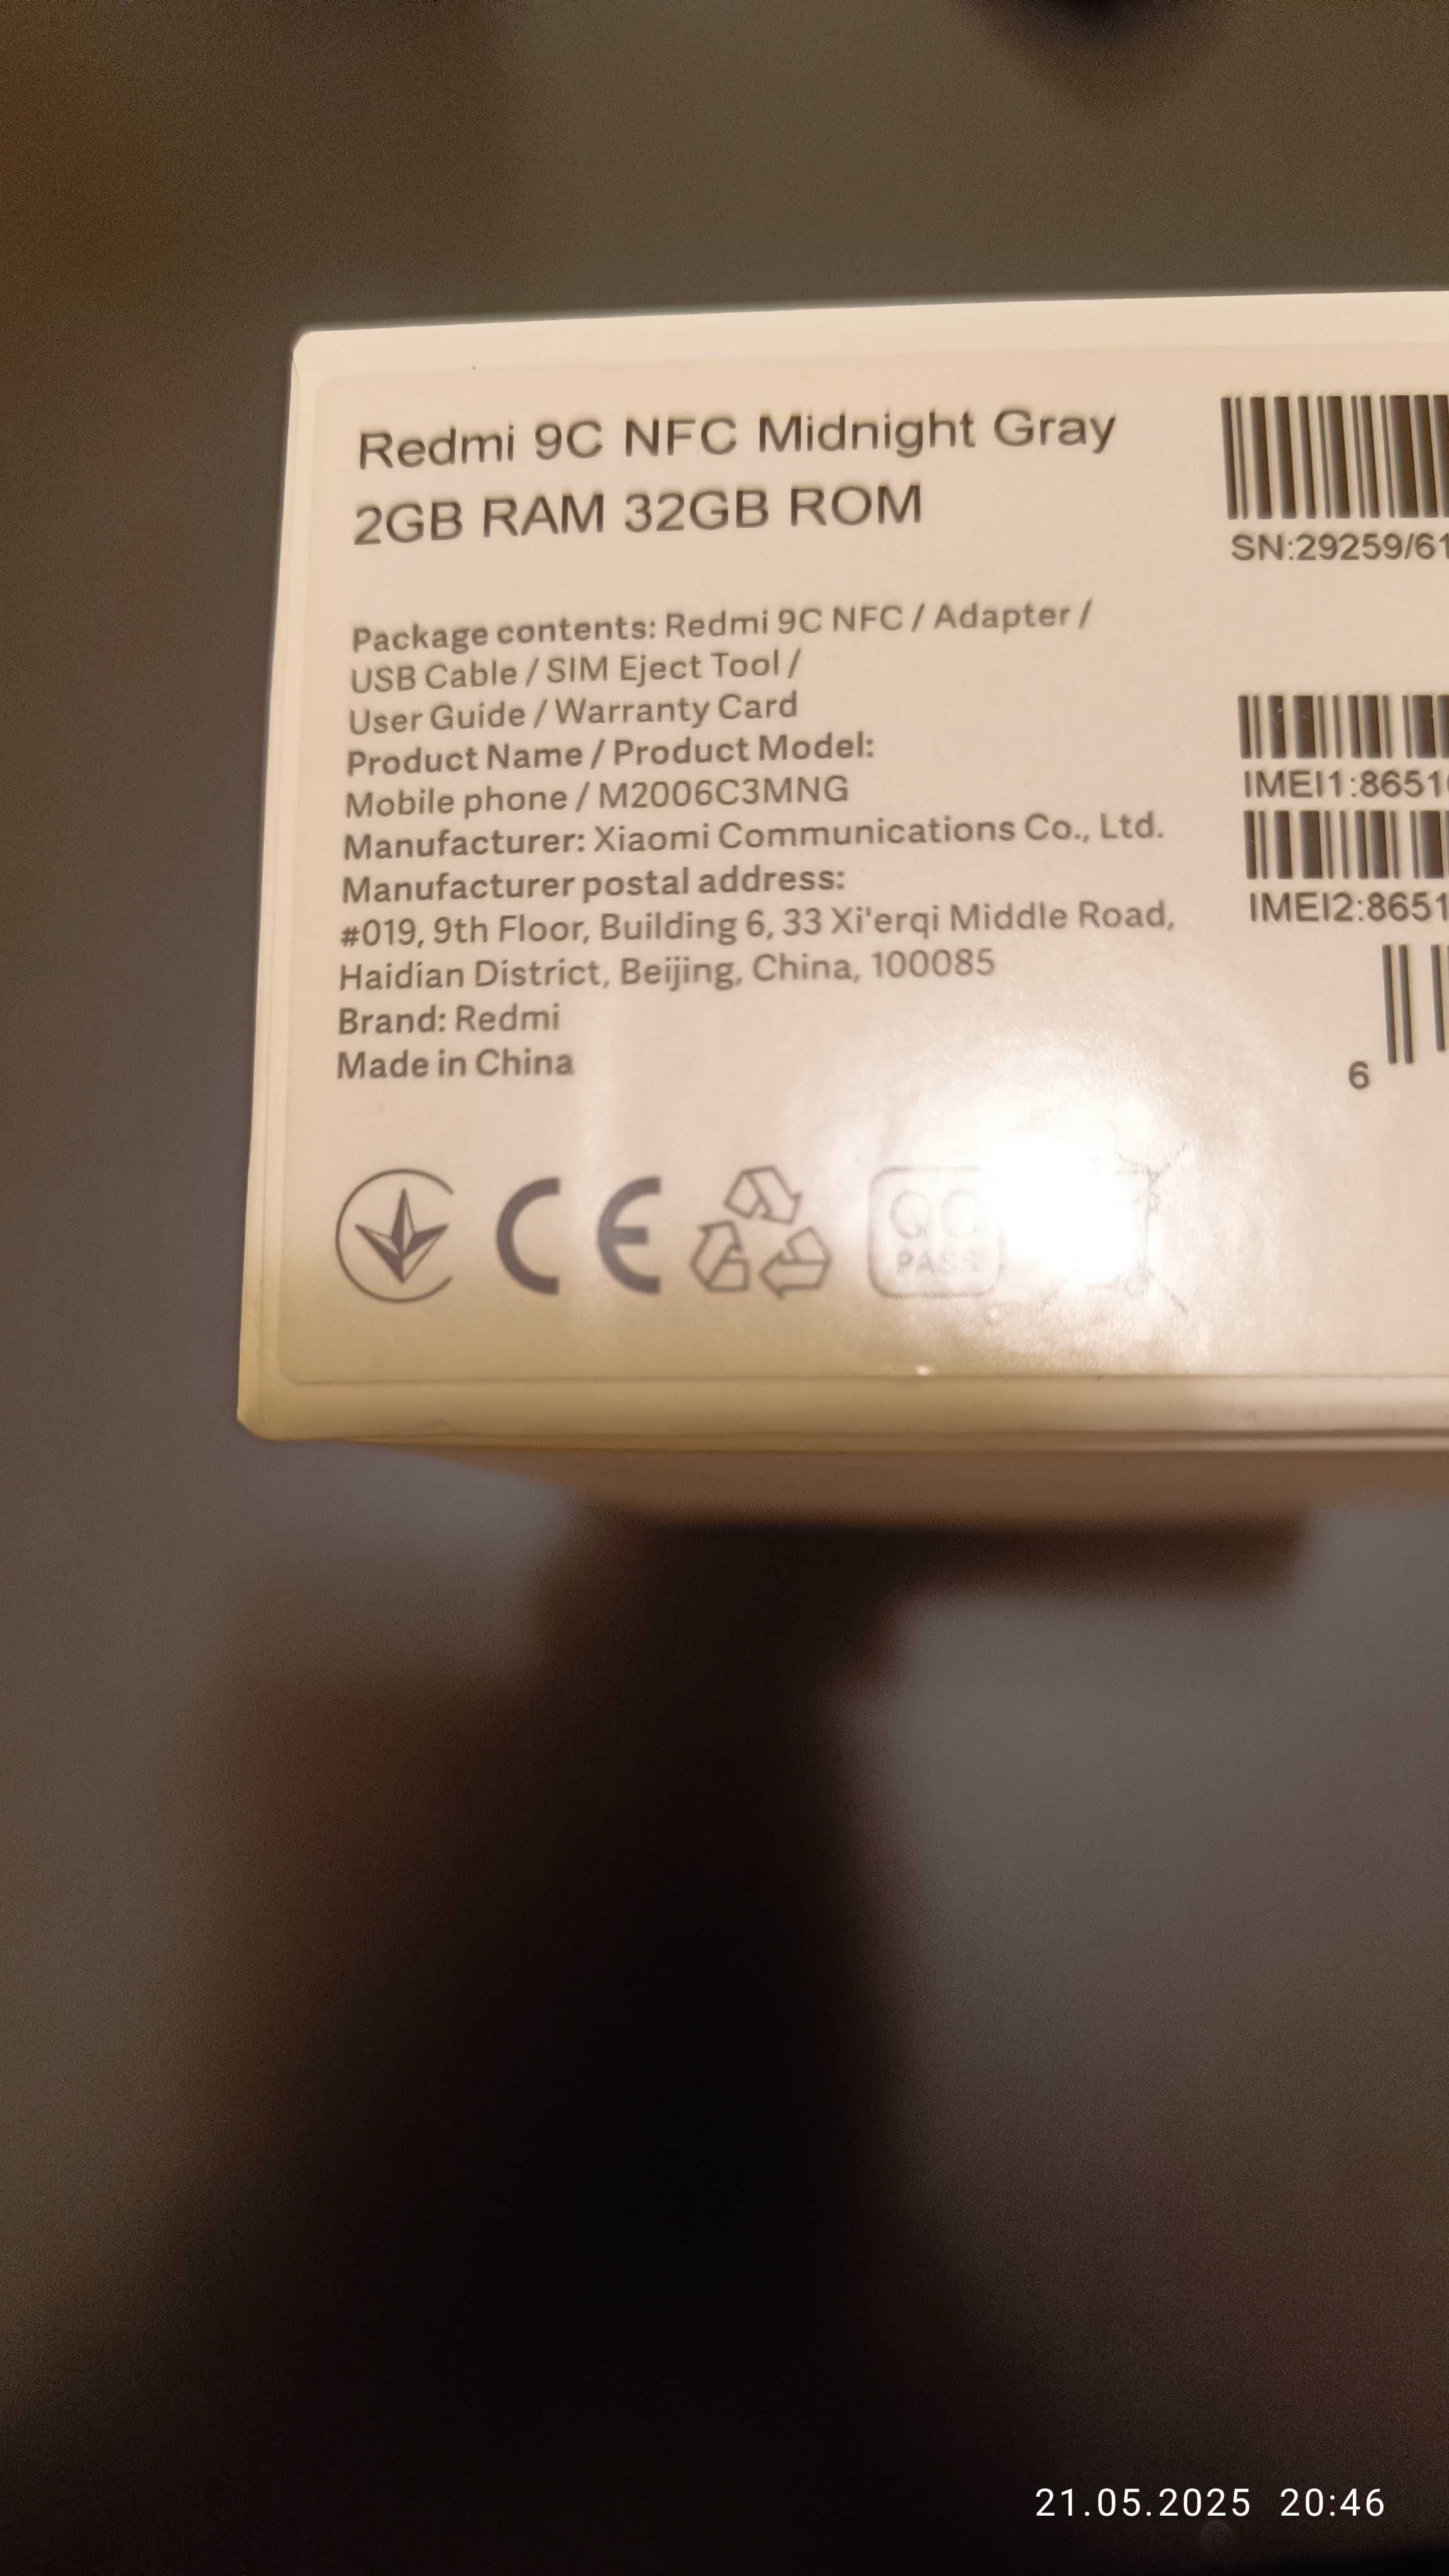 Redmi 9C NFC Midnight Gray
2GB RAM 32GB ROM
Package contents: Redmi 9C NFC / Adapter /
USB Cable / SIM Eject Tool /
User Guide / Warranty Card
Product Name / Product Model:
Mobile phone / M2006C3MNG
Manufacturer: Xiaomi Communications Co., Ltd.
Manufacturer postal address:
#019, 9th Floor, Building 6, 33 Xi'erqi Middle Road,
Haidian District, Beijing, China, 100085
Brand: Redmi
Made in China
CE
QC
PASS
SN:29259/61
IMEI1:8651
IMEI2:8651
6
21.05.2025 20:46